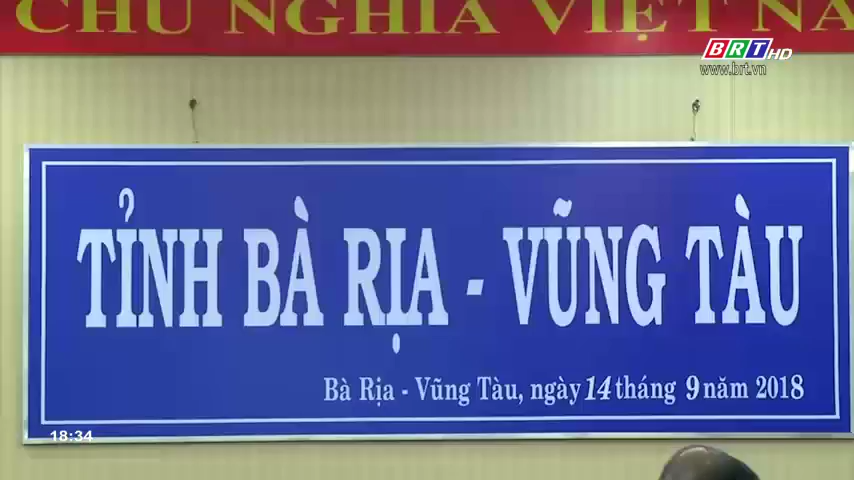 CHỦ NGHĨA VIỆT NA
BRT HD
www.brt.vn
TỈNH BÀ RỊA - VŨNG TÀU
Bà Rịa - Vũng Tàu, ngày 14 tháng 9 năm 2018
18:34